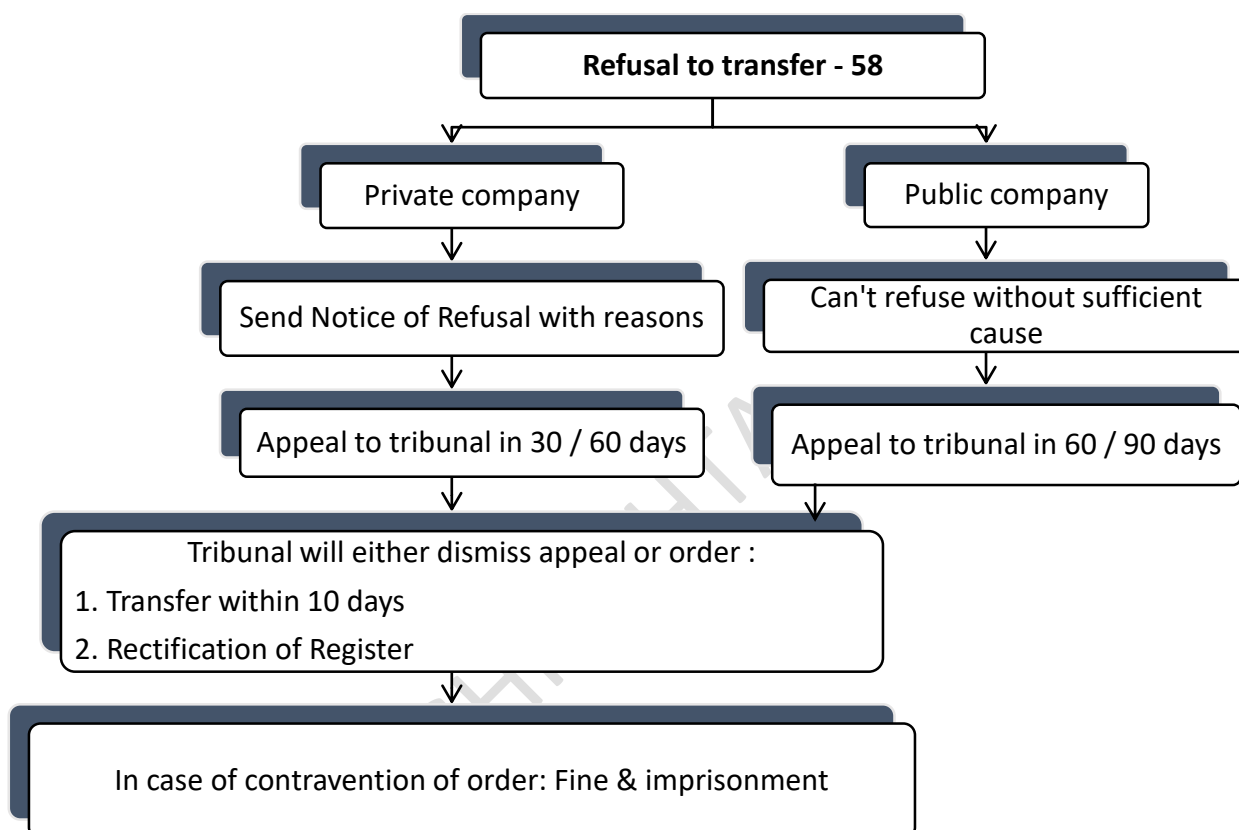 Refusal to transfer - 58
Private company
Public company
Send Notice of Refusal with reasons
Can't refuse without sufficient
cause
Appeal to tribunal in 30 / 60 days
Appeal to tribunal in 60 / 90 days
Tribunal will either dismiss appeal or order :
1. Transfer within 10 days
2. Rectification of Register
In case of contravention of order: Fine & imprisonment